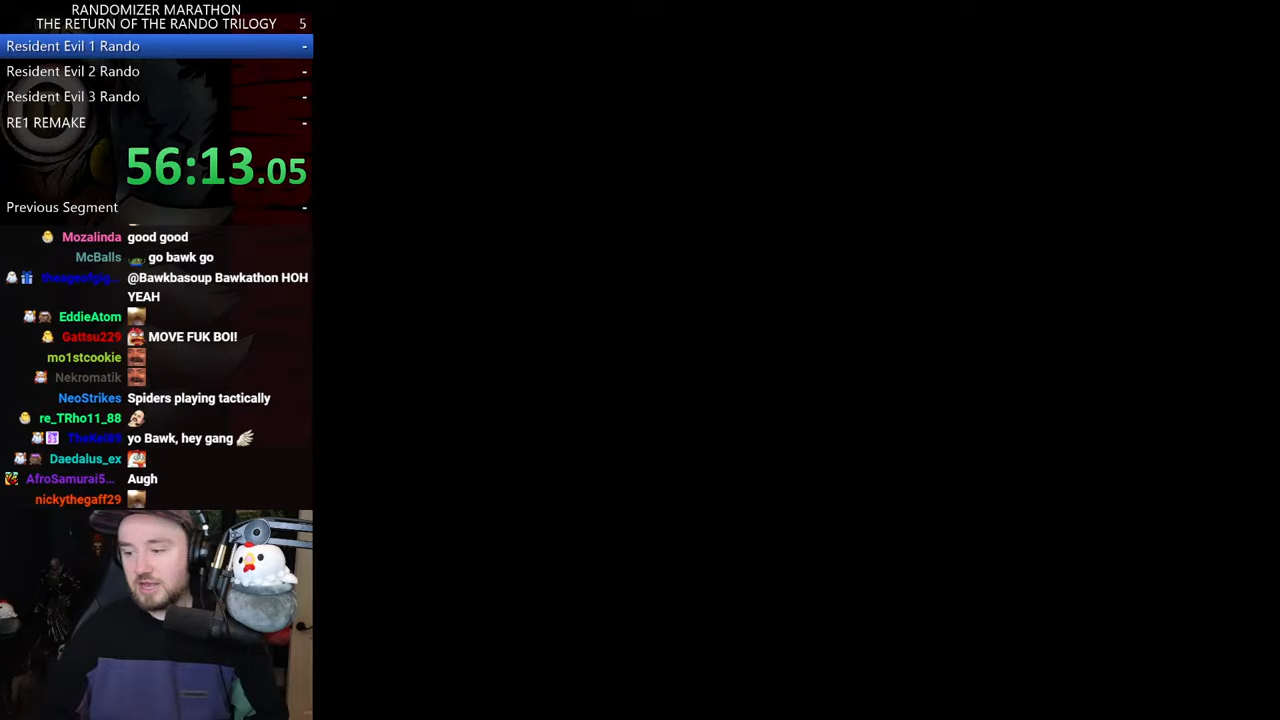 RANDOMIZER MARATHON
THE RETURN OF THE RANDO TRILOGY 5
Resident Evil 1 Rando -
Resident Evil 2 Rando -
Resident Evil 3 Rando -
RE1 REMAKE -
56:13.05
Previous Segment -
Mozalinda good good
McBalls go bawk go
@Bawkbasoup Bawkathon HOH
YEAH
EddieAtom
Gattsu229 MOVE FUK BOI!
mo1stcookie
Nekromatik
NeoStrikes Spiders playing tactically
re_TRho11_88
yo Bawk, hey gang
Daedalus_ex
AfroSamurai5... Augh
nickythegaff29